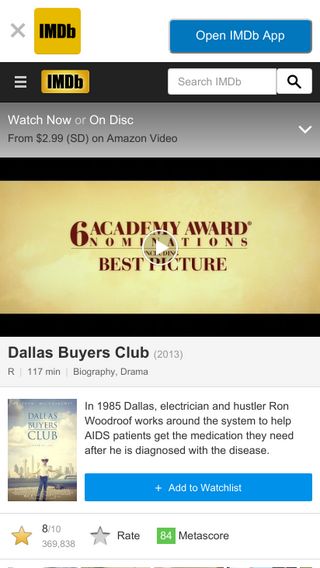 IMDb
Open IMDb App
IMDb
Search IMDb
Watch Now or On Disc
From $2.99 (SD) on Amazon Video
6 ACADEMY AWARD®
NOMINATIONS
INCLUDING
BEST PICTURE
Dallas Buyers Club (2013)
R | 117 min | Biography, Drama
DALLAS
BUYERS
CLUB
In 1985 Dallas, electrician and hustler Ron
Woodroof works around the system to help
AIDS patients get the medication they need
after he is diagnosed with the disease.
+ Add to Watchlist
8/10
369,838
Rate
84 Metascore